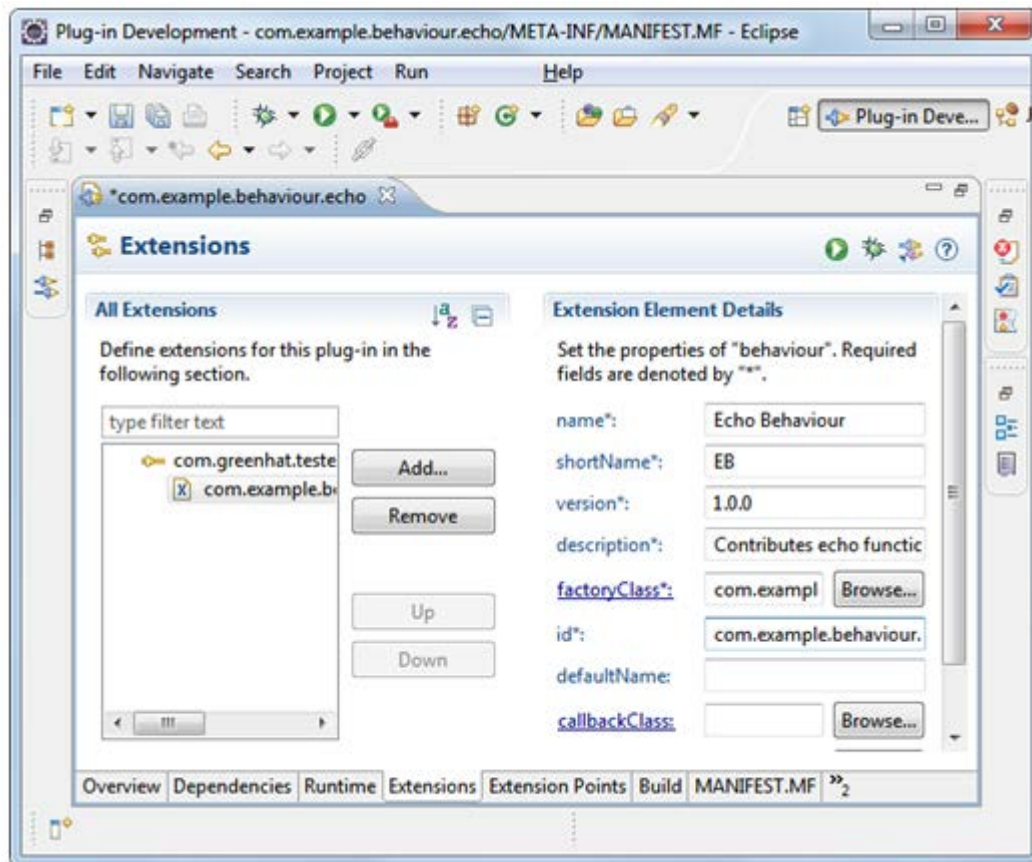 Plug-in Development - com.example.behaviour.echo/META-INF/MANIFEST.MF - Eclipse
File Edit Navigate Search Project Run Help
Plug-in Deve...
*com.example.behaviour.echo
Extensions
All Extensions
Define extensions for this plug-in in the
following section.
type filter text
com.greenhat.teste
com.example.b
Add...
Remove
Up
Down
Extension Element Details
Set the properties of "behaviour". Required
fields are denoted by "*".
name*: Echo Behaviour
shortName*: EB
version*: 1.0.0
description*: Contributes echo functic
factoryClass*: com.exampl Browse...
id*: com.example.behaviour.
defaultName:
callbackClass: Browse...
Overview Dependencies Runtime Extensions Extension Points Build MANIFEST.MF »2